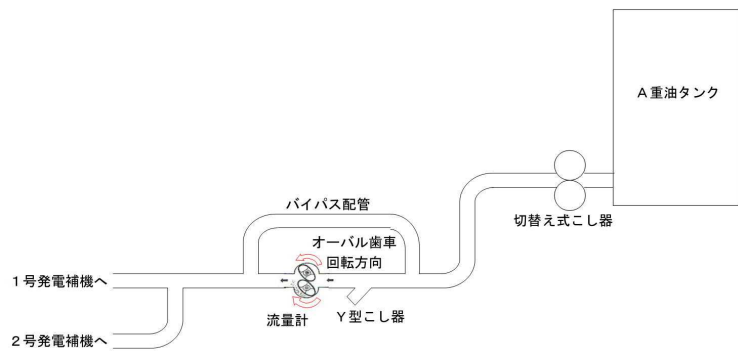 A重油タンク
切替え式こし器
バイパス配管
オーバル歯車
回転方向
1号発電補機へ
Y型こし器
流量計
2号発電補機へ